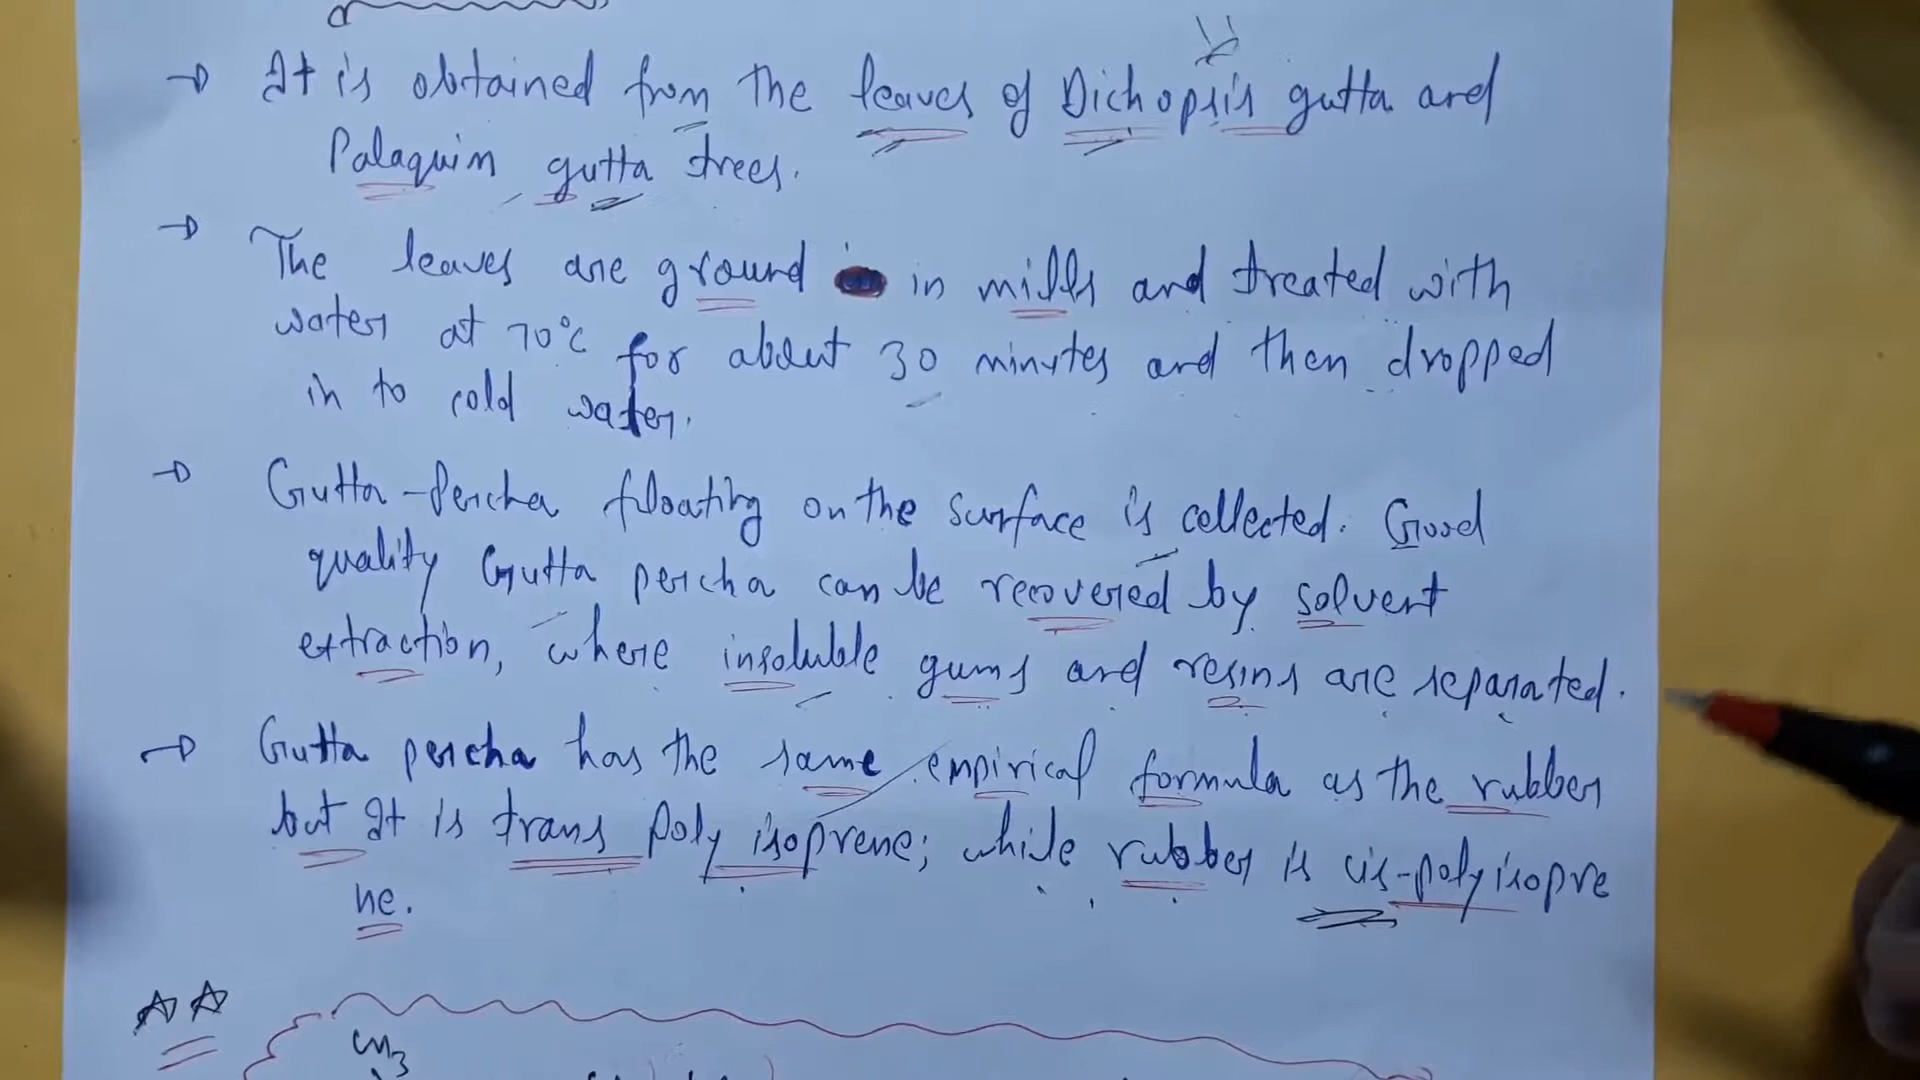 → It is obtained from the leaves of Dichopsis gutta and
Palaquim gutta trees.
→ The leaves are ground in mills and treated with
water at 70°c for about 30 minutes and then dropped
in to cold water.
→ Gutta-Percha floating on the surface is collected. Good
quality Gutta percha can be recovered by solvent
extraction, where insoluble gums and resins are separated.
→ Gutta percha has the same empirical formula as the rubber
but It is trans Poly isoprene; while rubber is cis-polyisopre
ne.
CH3